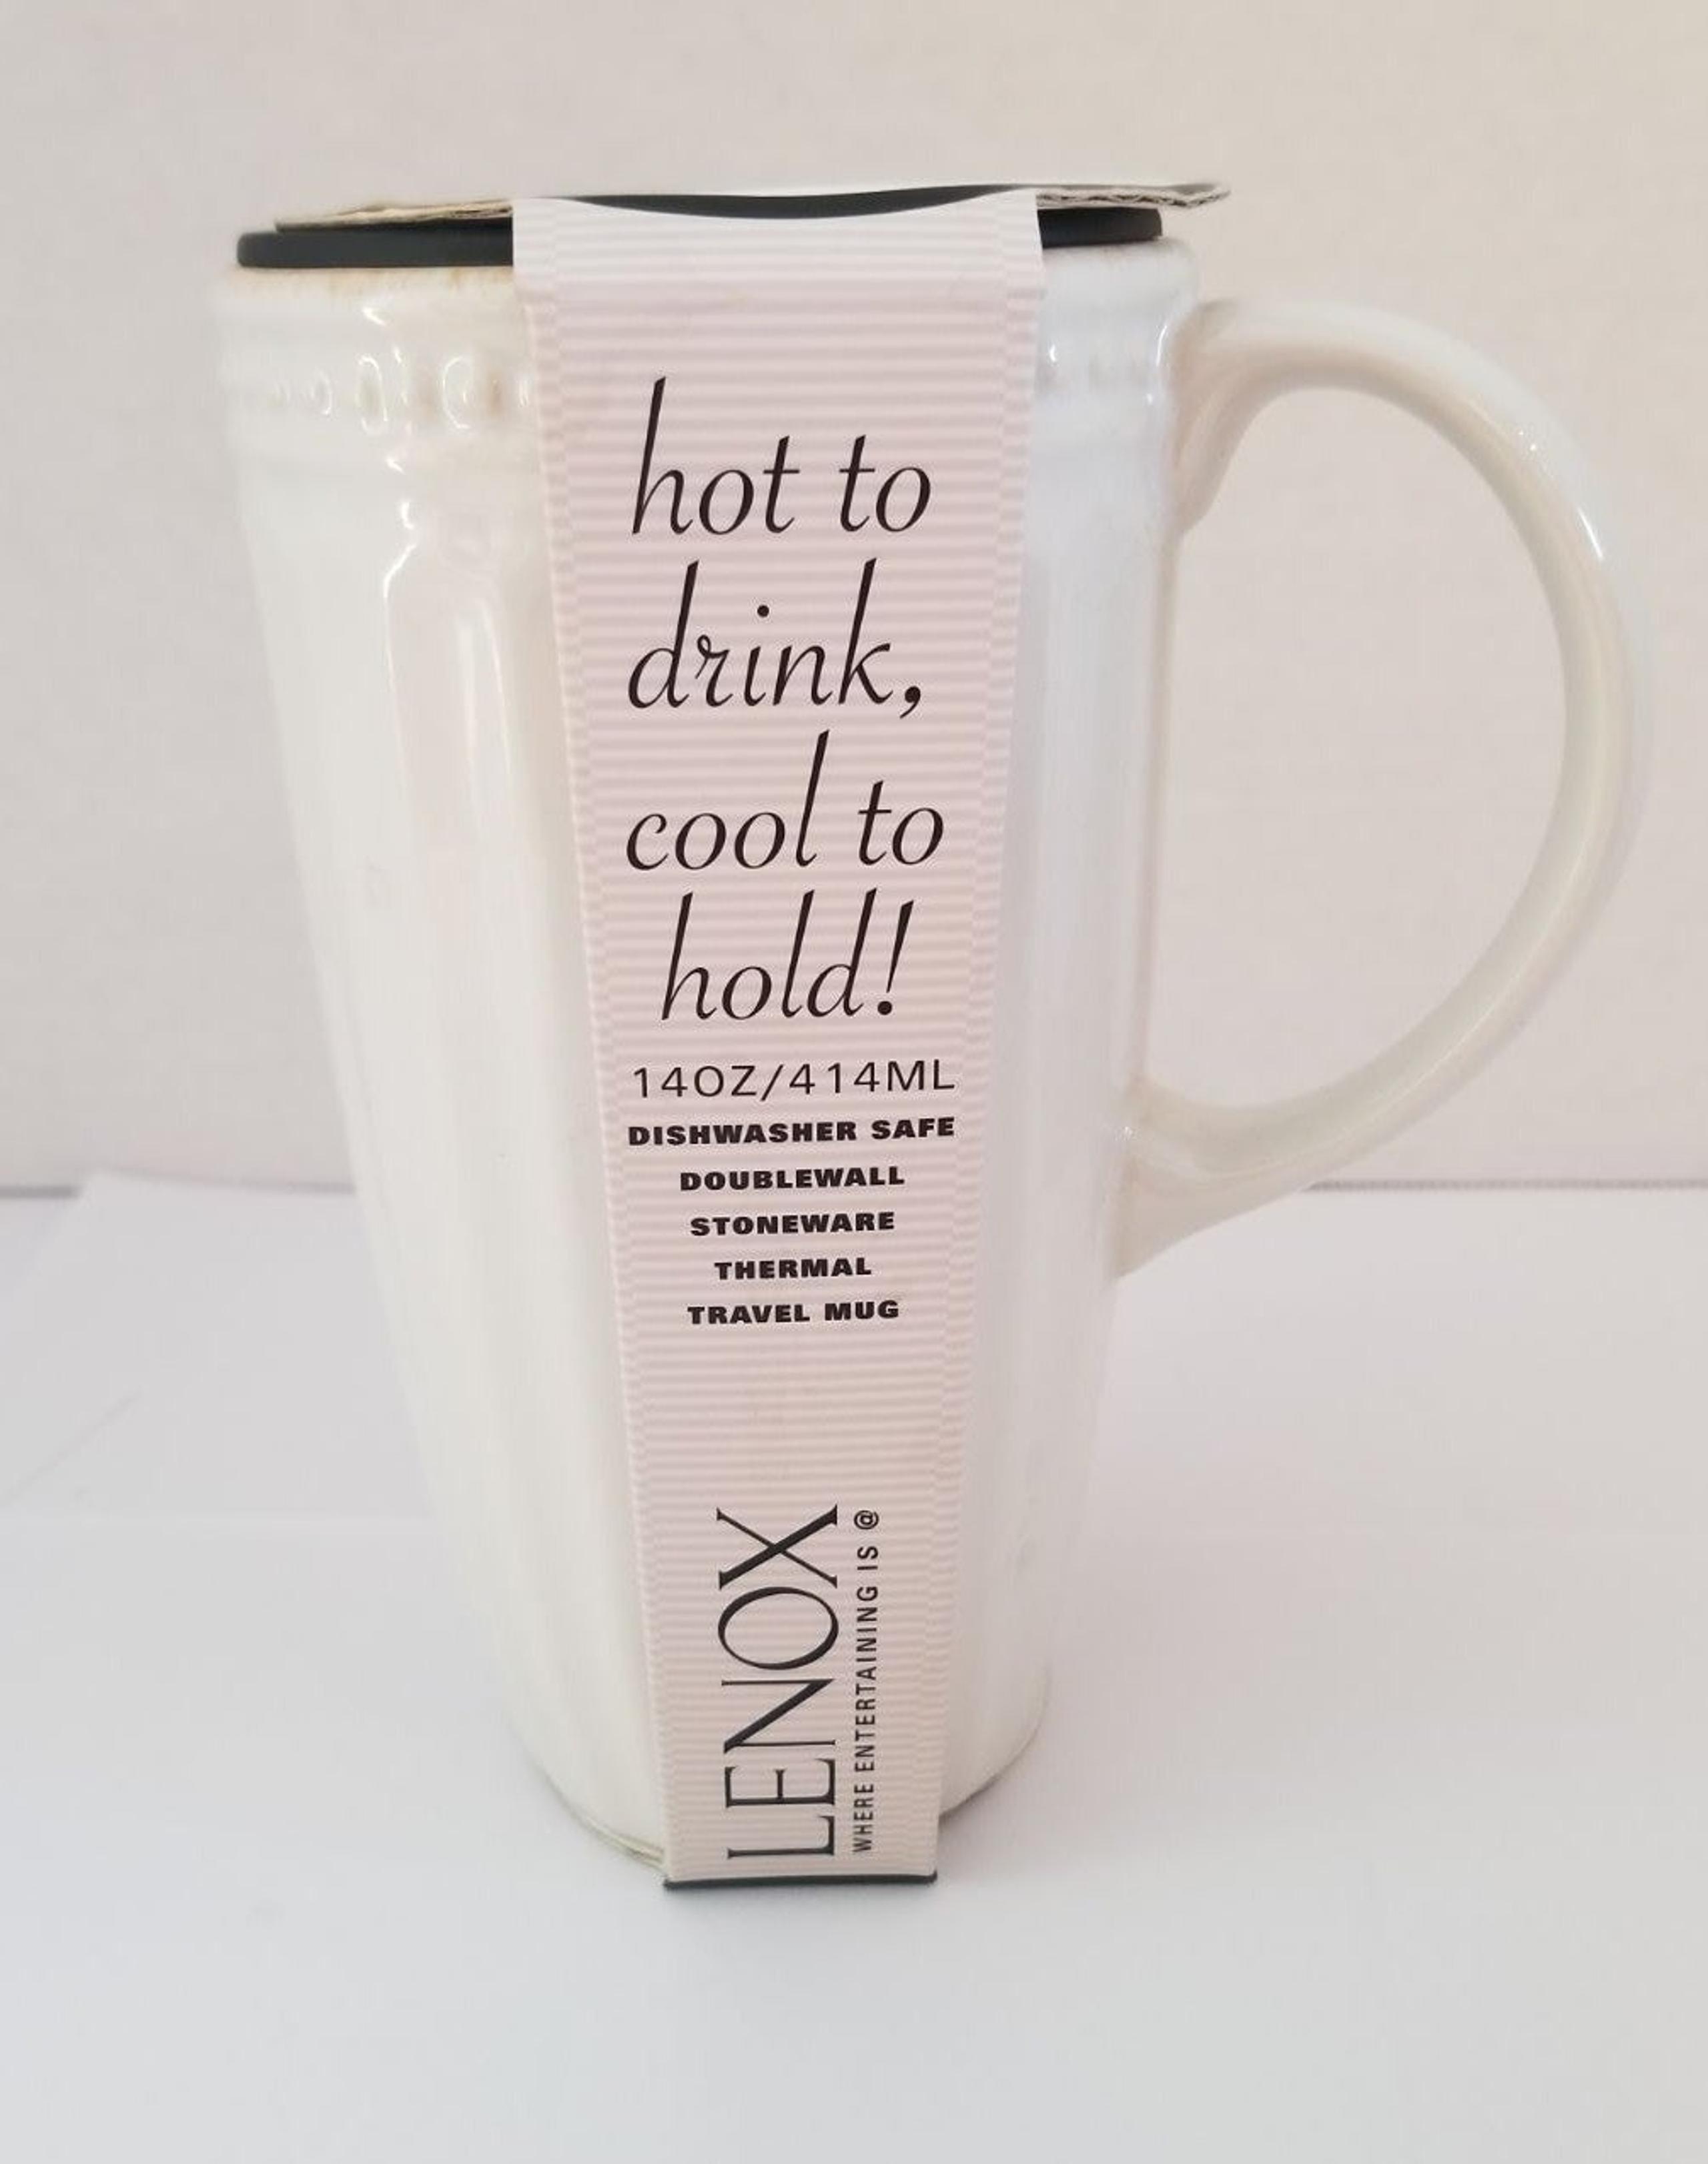 hot to
drink,
cool to
hold!
14OZ/414ML
DISHWASHER SAFE
DOUBLEWALL
STONEWARE
THERMAL
TRAVEL MUG
LENOX
WHERE ENTERTAINING IS @